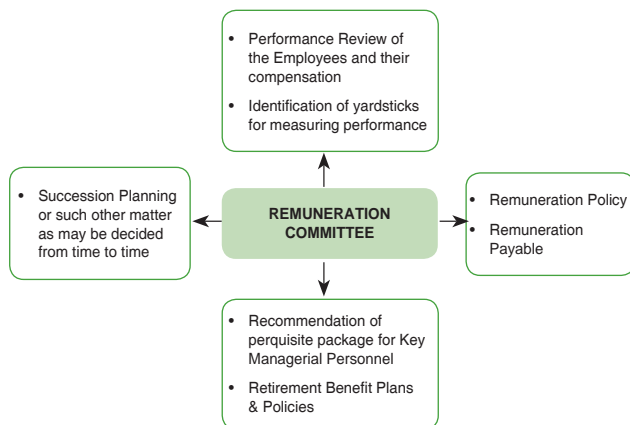 • Performance Review of
the Employees and their
compensation
• Identification of yardsticks
for measuring performance
• Succession Planning
or such other matter
as may be decided
from time to time
REMUNERATION
COMMITTEE
• Remuneration Policy
• Remuneration
Payable
• Recommendation of
perquisite package for Key
Managerial Personnel
• Retirement Benefit Plans
& Policies